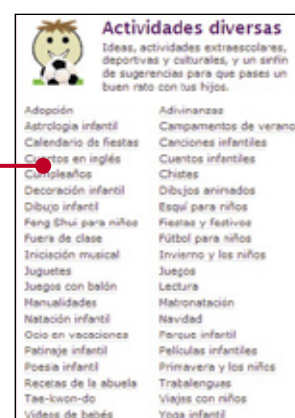 Actividades diversas
Ideas, actividades extraescolares,
deportivas y culturales, y un sinfín
de sugerencias para que pases un
buen rato con tus hijos.
Adopción
Astrología infantil
Calendario de fiestas
Cuentos en inglés
Cumpleaños
Decoración infantil
Dibujo infantil
Feng Shui para niños
Fuera de clase
Iniciación musical
Juguetes
Juegos con balón
Manualidades
Natación infantil
Ocio en vacaciones
Patinaje infantil
Poesía infantil
Recetas de la abuela
Tae-kwon-do
Videos de bebés
Adivinanzas
Campamentos de verano
Canciones infantiles
Cuentos infantiles
Chistes
Dibujos animados
Esquí para niños
Fiestas y festivos
Fútbol para niños
Invierno y los niños
Juegos
Lectura
Matronatación
Navidad
Parque infantil
Películas infantiles
Primavera y los niños
Trabalenguas
Viajes con niños
Yoga infantil